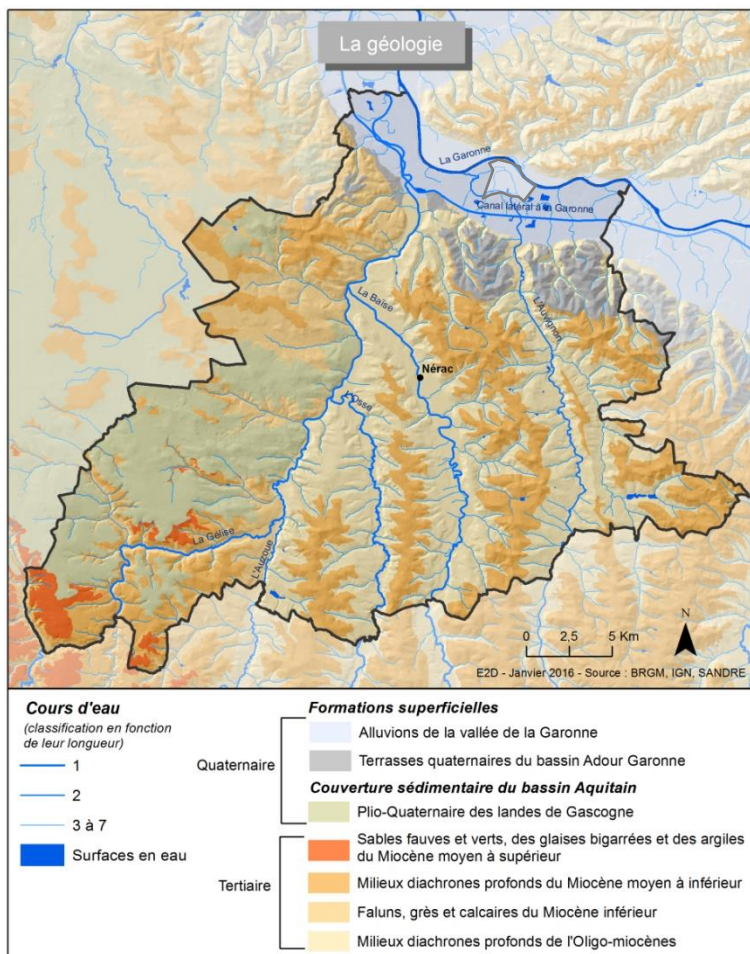 La géologie
La Garonne
Canal latéral à la Garonne
La Baïse
L'Auvignon
Nérac
L'Osse
La Gélise
L'Auzoue
N
0 2,5 5 Km
E2D - Janvier 2016 - Source : BRGM, IGN, SANDRE
Cours d'eau
(classification en fonction
de leur longueur)
1
2
3 à 7
Surfaces en eau
Quaternaire
Tertiaire
Formations superficielles
Alluvions de la vallée de la Garonne
Terrasses quaternaires du bassin Adour Garonne
Couverture sédimentaire du bassin Aquitain
Plio-Quaternaire des landes de Gascogne
Sables fauves et verts, des glaises bigarrées et des argiles
du Miocène moyen à supérieur
Milieux diachrones profonds du Miocène moyen à inférieur
Faluns, grès et calcaires du Miocène inférieur
Milieux diachrones profonds de l'Oligo-miocènes